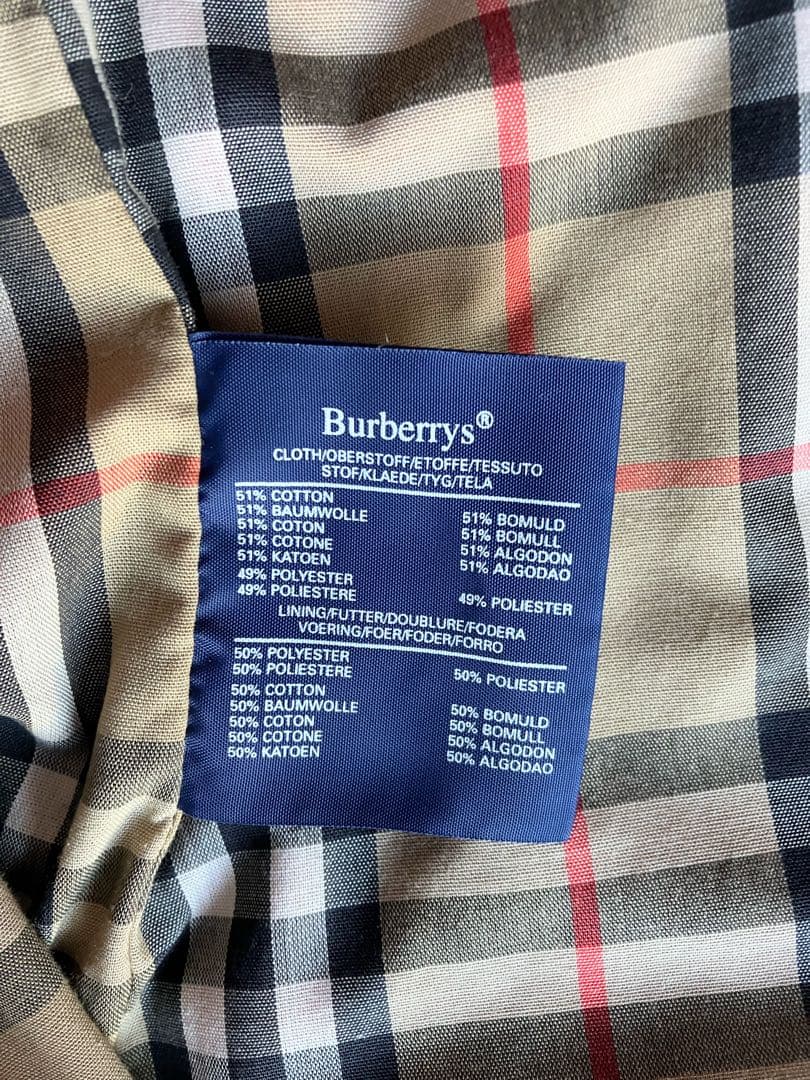 Burberrys®
CLOTH/OBERSTOFF/ETOFFE/TESSUTO
STOF/KLAEDE/TYG/TELA
51% COTTON
51% BAUMWOLLE
51% COTON
51% COTONE
51% KATOEN
49% POLYESTER
49% POLIESTERE
51% BOMULD
51% BOMULL
51% ALGODON
51% ALGODAO
49% POLIESTER
LINING/FUTTER/DOUBLURE/FODERA
VOERING/FOER/FODER/FORRO
50% POLYESTER
50% POLIESTERE
50% COTTON
50% BAUMWOLLE
50% COTON
50% COTONE
50% KATOEN
50% POLIESTER
50% BOMULD
50% BOMULL
50% ALGODON
50% ALGODAO